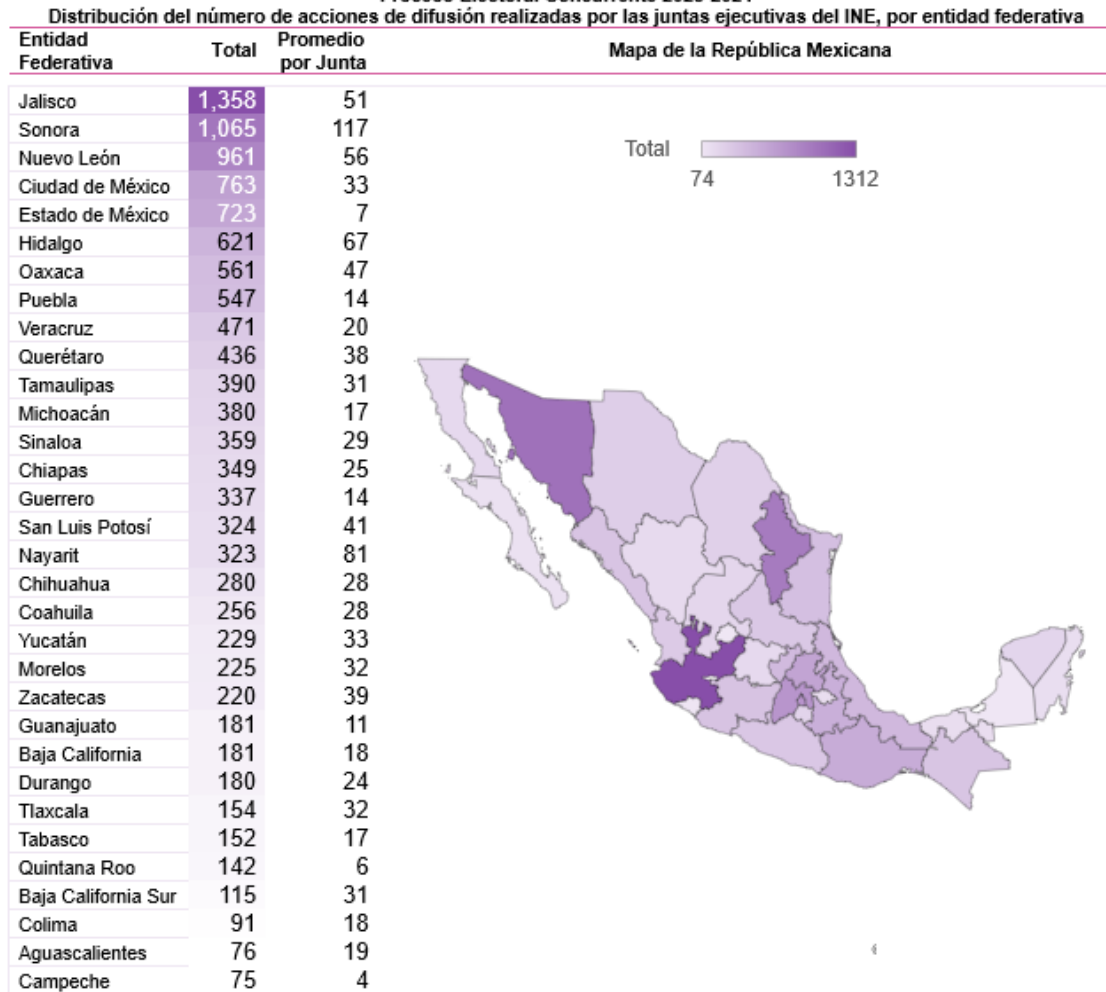 Distribución del número de acciones de difusión realizadas por las juntas ejecutivas del INE, por entidad federativa
Entidad Federativa Total Promedio por Junta Mapa de la República Mexicana
Jalisco 1,358 51
Sonora 1,065 117
Nuevo León 961 56
Ciudad de México 763 33
Estado de México 723 7
Hidalgo 621 67
Oaxaca 561 47
Puebla 547 14
Veracruz 471 20
Querétaro 436 38
Tamaulipas 390 31
Michoacán 380 17
Sinaloa 359 29
Chiapas 349 25
Guerrero 337 14
San Luis Potosí 324 41
Nayarit 323 81
Chihuahua 280 28
Coahuila 256 28
Yucatán 229 33
Morelos 225 32
Zacatecas 220 39
Guanajuato 181 11
Baja California 181 18
Durango 180 24
Tlaxcala 154 32
Tabasco 152 17
Quintana Roo 142 6
Baja California Sur 115 31
Colima 91 18
Aguascalientes 76 19
Campeche 75 4
Total
74 1312